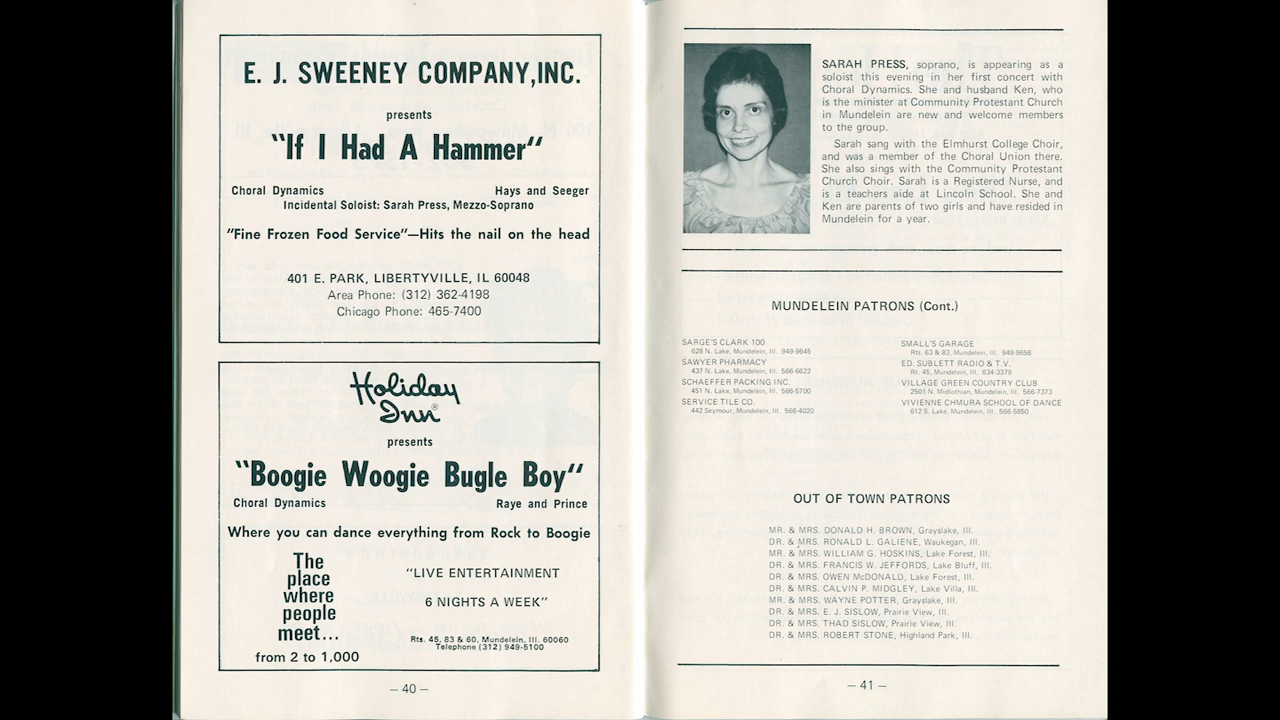 E. J. SWEENEY COMPANY,INC.
presents
"If I Had A Hammer"
Choral Dynamics Hays and Seeger
Incidental Soloist: Sarah Press, Mezzo-Soprano
"Fine Frozen Food Service"—Hits the nail on the head
401 E. PARK, LIBERTYVILLE, IL 60048
Area Phone: (312) 362-4198
Chicago Phone: 465-7400
Holiday
Inn®
presents
"Boogie Woogie Bugle Boy"
Choral Dynamics Raye and Prince
Where you can dance everything from Rock to Boogie
The
place
where
people
meet...
from 2 to 1,000
"LIVE ENTERTAINMENT
6 NIGHTS A WEEK"
Rts. 45, 83 & 60, Mundelein, Ill. 60060
Telephone (312) 949-5100
— 40 —
SARAH PRESS, soprano, is appearing as a
soloist this evening in her first concert with
Choral Dynamics. She and husband Ken, who
is the minister at Community Protestant Church
in Mundelein are new and welcome members
to the group.
Sarah sang with the Elmhurst College Choir,
and was a member of the Choral Union there.
She also sings with the Community Protestant
Church Choir. Sarah is a Registered Nurse, and
is a teachers aide at Lincoln School. She and
Ken are parents of two girls and have resided in
Mundelein for a year.
MUNDELEIN PATRONS (Cont.)
SARGE'S CLARK 100
628 N. Lake, Mundelein, Ill. 949-9645
SAWYER PHARMACY
437 N. Lake, Mundelein, Ill. 566-6622
SCHAEFFER PACKING INC.
451 N. Lake, Mundelein, Ill. 566-5700
SERVICE TILE CO.
442 Seymour, Mundelein, Ill. 566-4020
SMALL'S GARAGE
Rts. 63 & 83, Mundelein, Ill. 949-9658
ED. SUBLETT RADIO & T.V.
Rt. 45, Mundelein, Ill. 634-3379
VILLAGE GREEN COUNTRY CLUB
2501 N. Midlothian, Mundelein, Ill. 566-7373
VIVIENNE CHMURA SCHOOL OF DANCE
612 S. Lake, Mundelein, Ill. 566-5850
OUT OF TOWN PATRONS
MR. & MRS. DONALD H. BROWN, Grayslake, Ill.
DR. & MRS. RONALD L. GALIENE, Waukegan, Ill.
MR. & MRS. WILLIAM G. HOSKINS, Lake Forest, Ill.
DR. & MRS. FRANCIS W. JEFFORDS, Lake Bluff, Ill.
DR. & MRS. OWEN McDONALD, Lake Forest, Ill.
DR. & MRS. CALVIN P. MIDGLEY, Lake Villa, Ill.
MR. & MRS. WAYNE POTTER, Grayslake, Ill.
DR. & MRS. E. J. SISLOW, Prairie View, Ill.
DR. & MRS. THAD SISLOW, Prairie View, Ill.
DR. & MRS. ROBERT STONE, Highland Park, Ill.
— 41 —